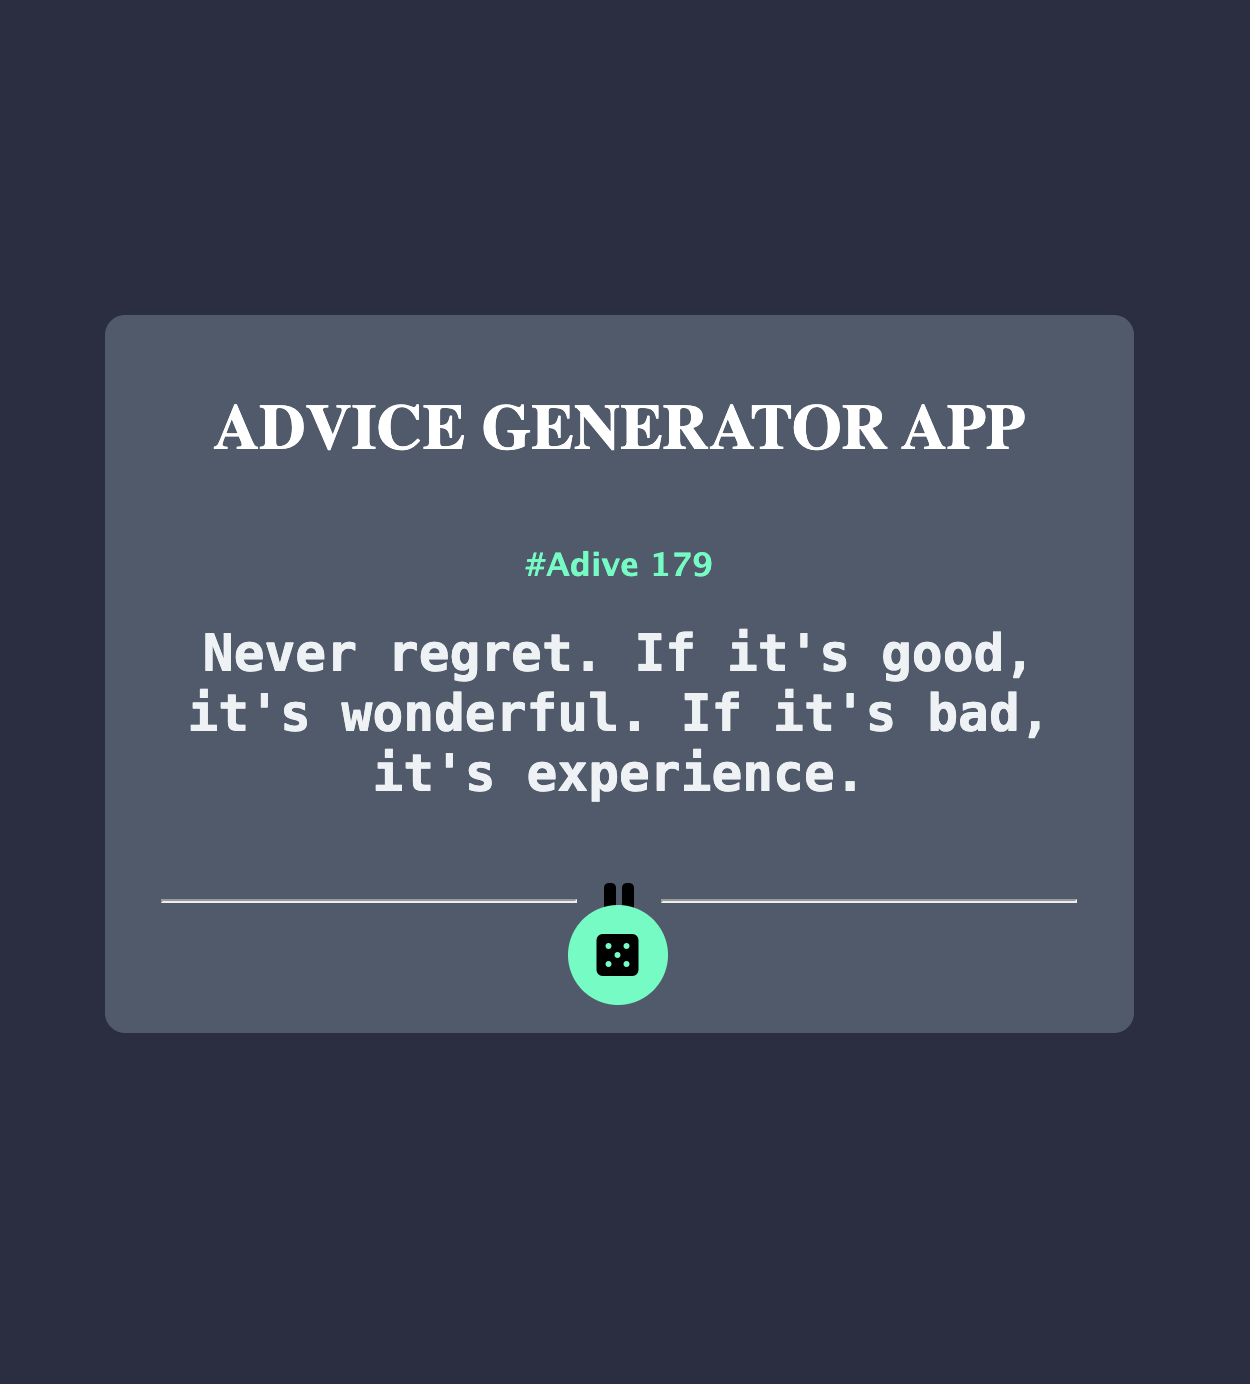 ADVICE GENERATOR APP
#Adive 179
Never regret. If it's good,
it's wonderful. If it's bad,
it's experience.